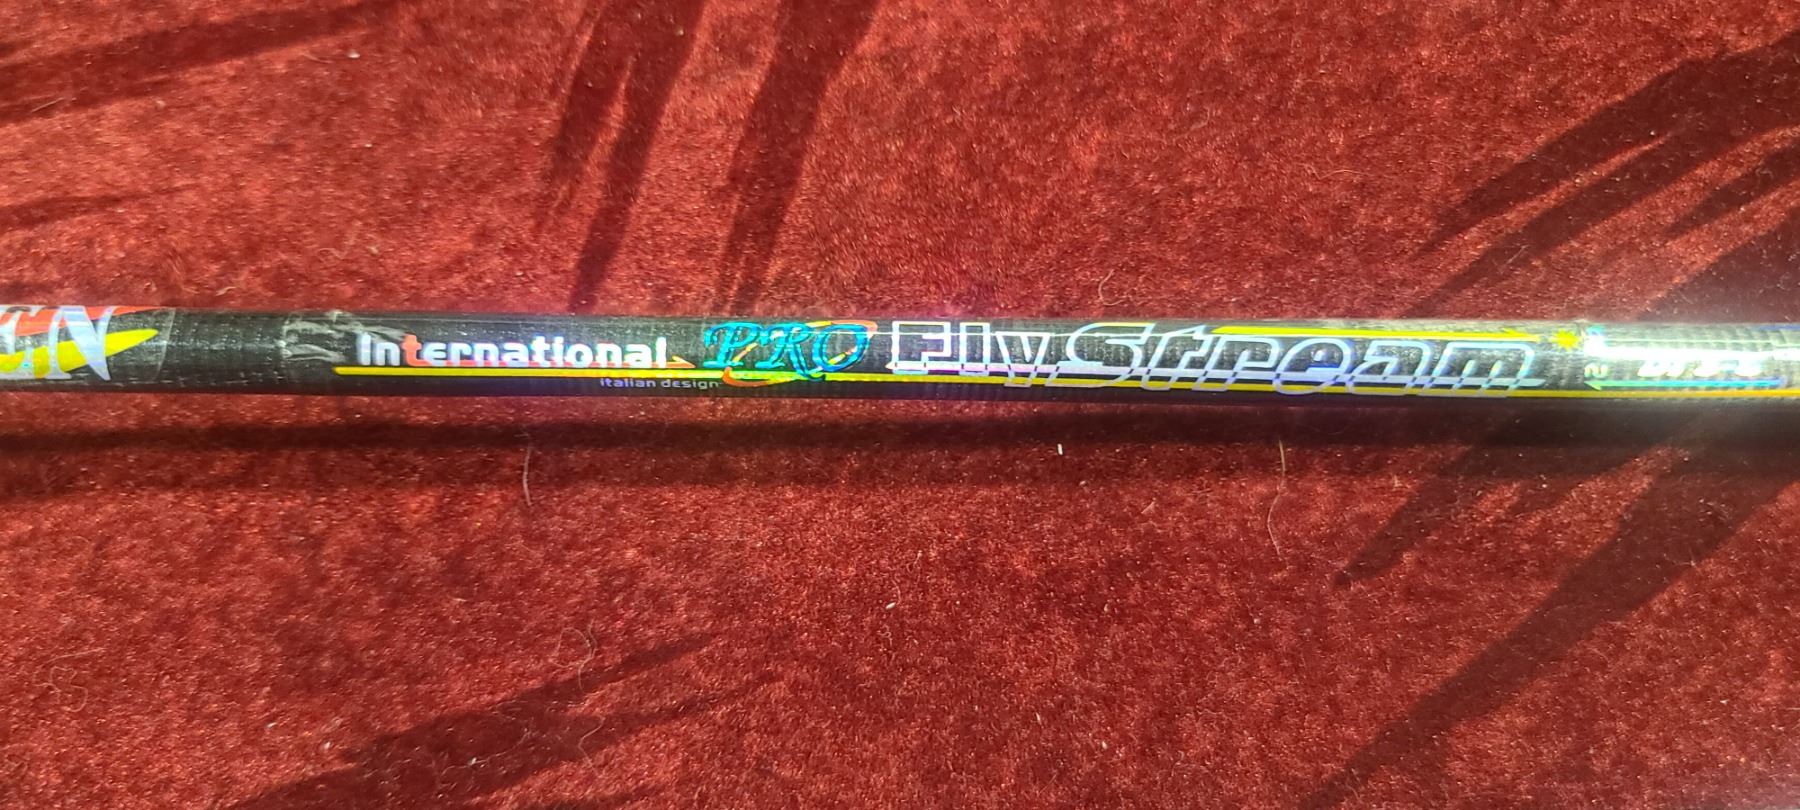 International PRO FlyStream
italian design